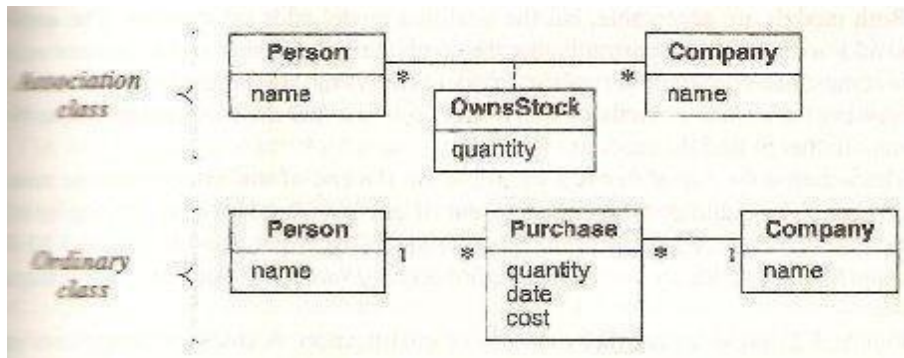 Person
Company
Association
class
name
*
*
name
OwnsStock
quantity
Person
Purchase
Company
Ordinary
class
name
1
*
quantity
date
cost
*
1
name